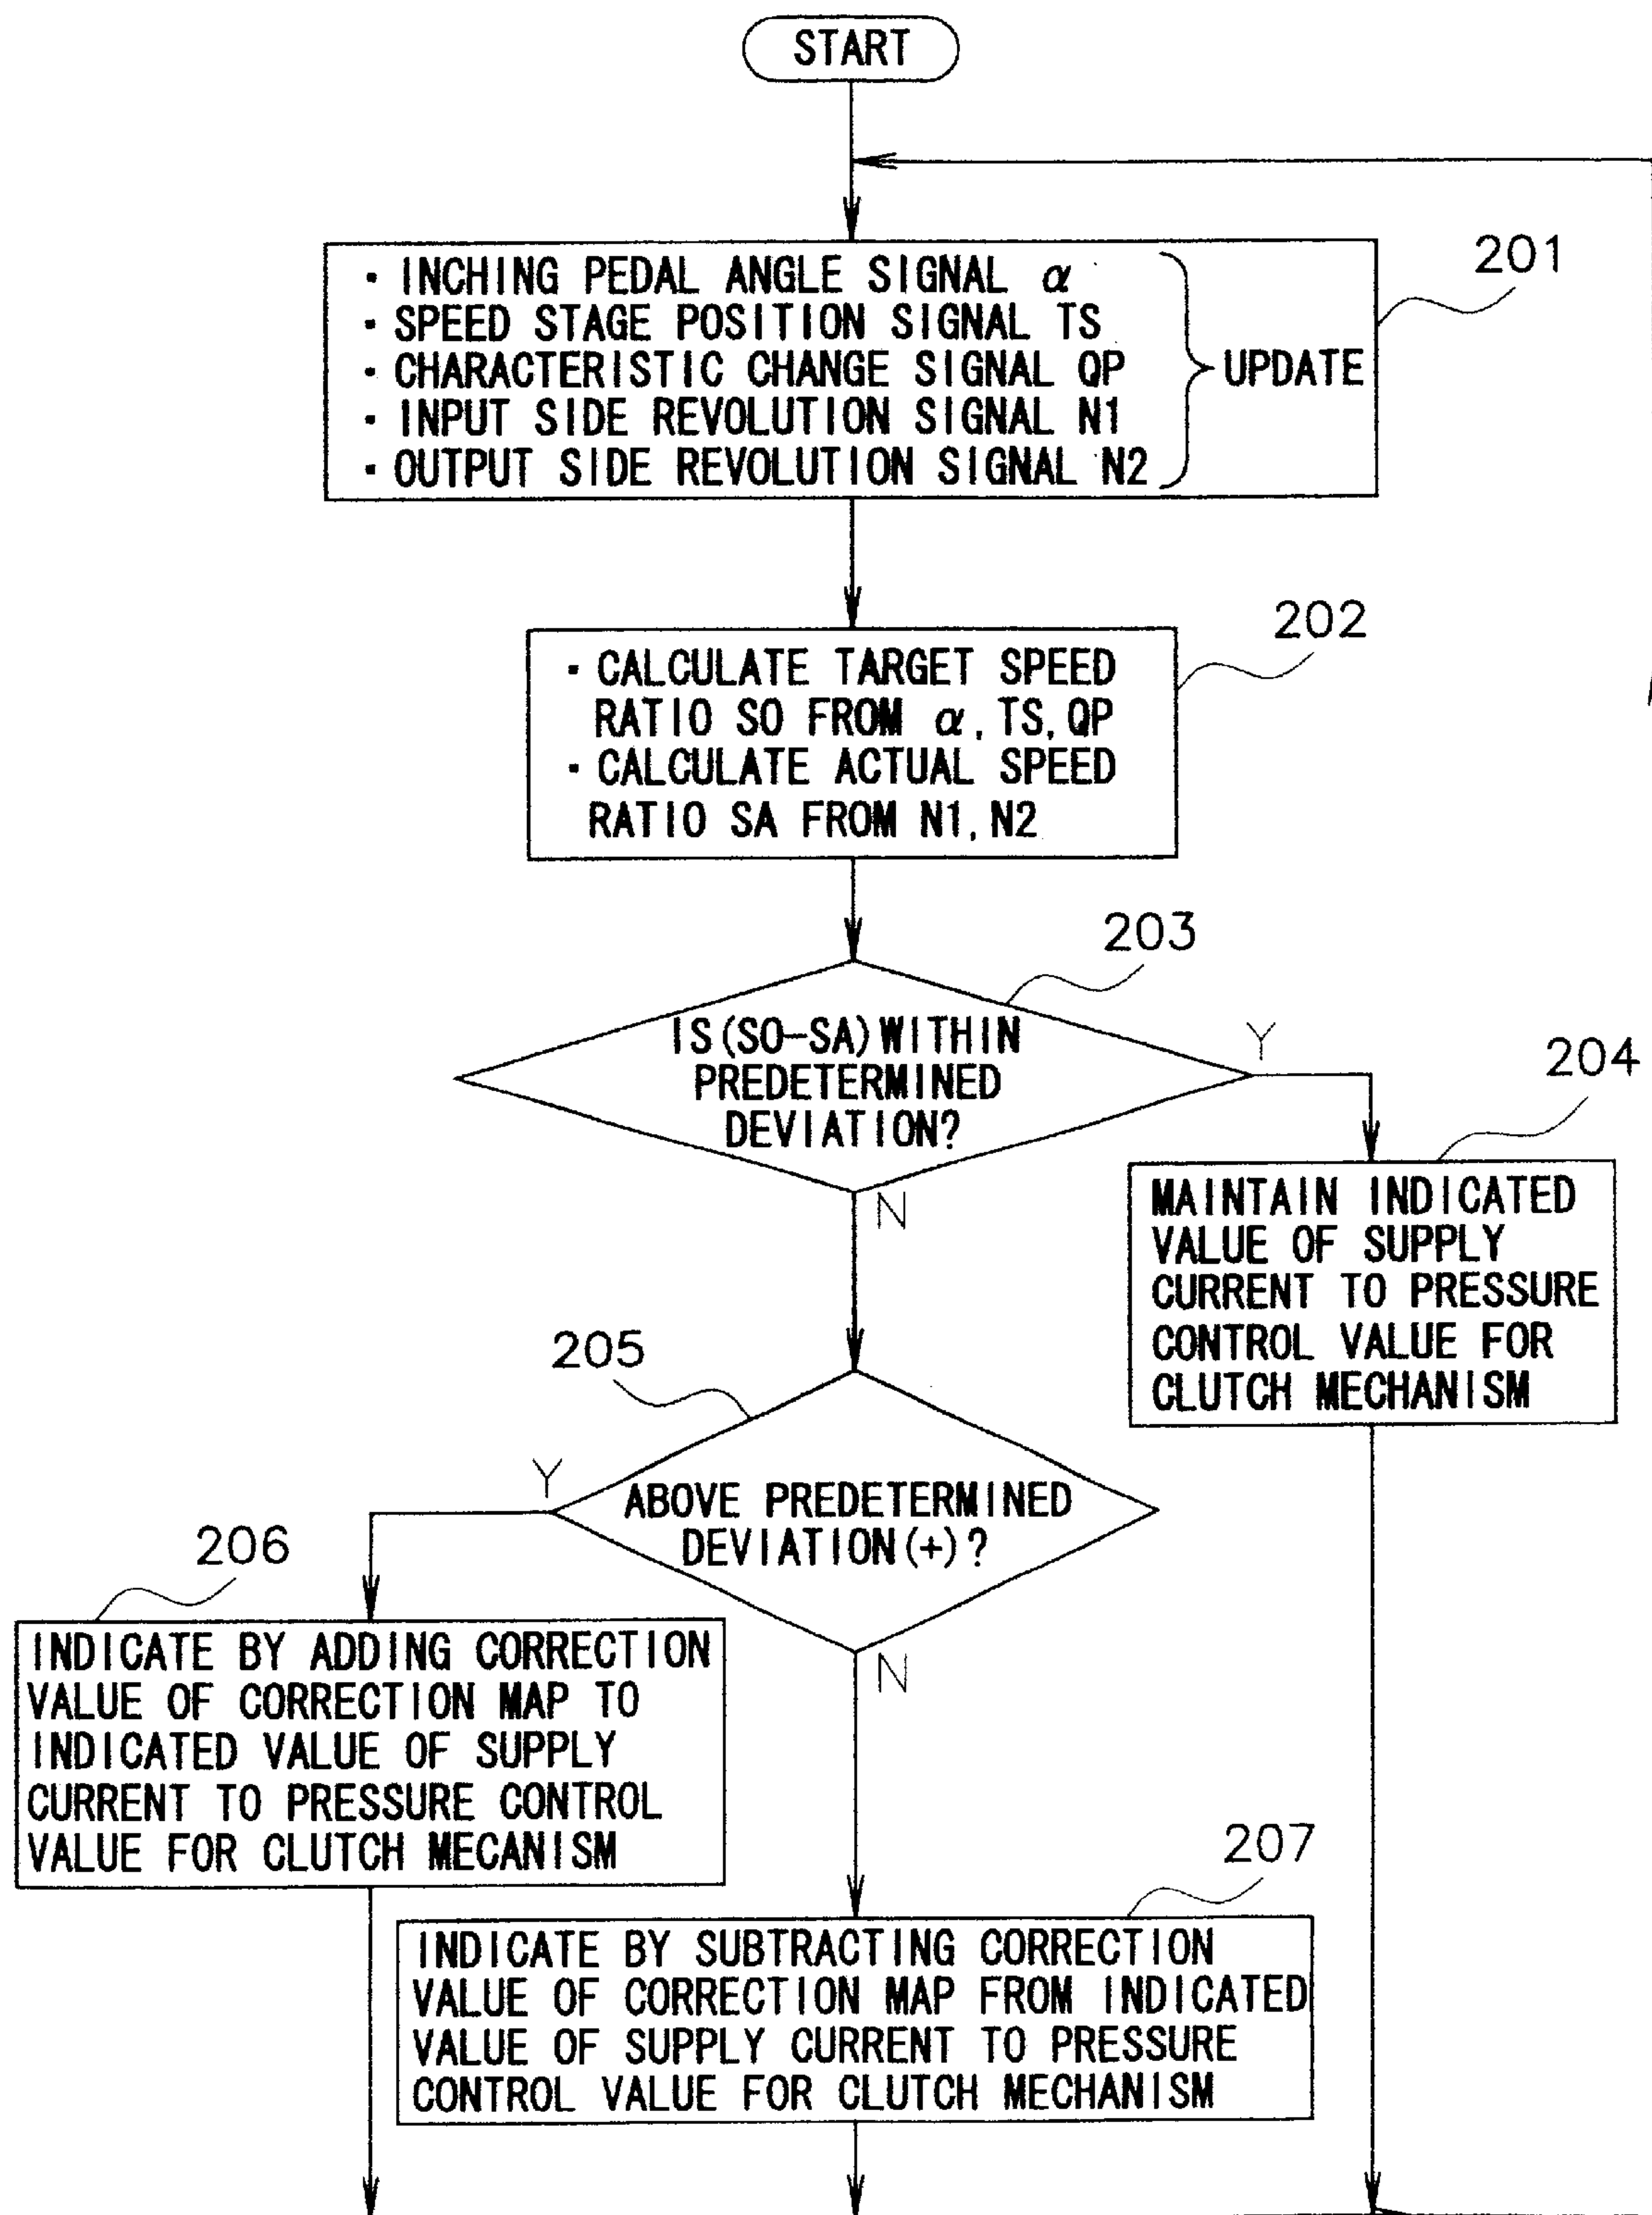 START
201
· INCHING PEDAL ANGLE SIGNAL α
· SPEED STAGE POSITION SIGNAL TS
· CHARACTERISTIC CHANGE SIGNAL QP
· INPUT SIDE REVOLUTION SIGNAL N1
· OUTPUT SIDE REVOLUTION SIGNAL N2
UPDATE
202
· CALCULATE TARGET SPEED
RATIO SO FROM α, TS, QP
· CALCULATE ACTUAL SPEED
RATIO SA FROM N1, N2
203
IS (SO-SA) WITHIN
PREDETERMINED
DEVIATION?
Y
N
204
MAINTAIN INDICATED
VALUE OF SUPPLY
CURRENT TO PRESSURE
CONTROL VALUE FOR
CLUTCH MECHANISM
205
ABOVE PREDETERMINED
DEVIATION (+) ?
Y
N
206
INDICATE BY ADDING CORRECTION
VALUE OF CORRECTION MAP TO
INDICATED VALUE OF SUPPLY
CURRENT TO PRESSURE CONTROL
VALUE FOR CLUTCH MECANISM
207
INDICATE BY SUBTRACTING CORRECTION
VALUE OF CORRECTION MAP FROM INDICATED
VALUE OF SUPPLY CURRENT TO PRESSURE
CONTROL VALUE FOR CLUTCH MECHANISM